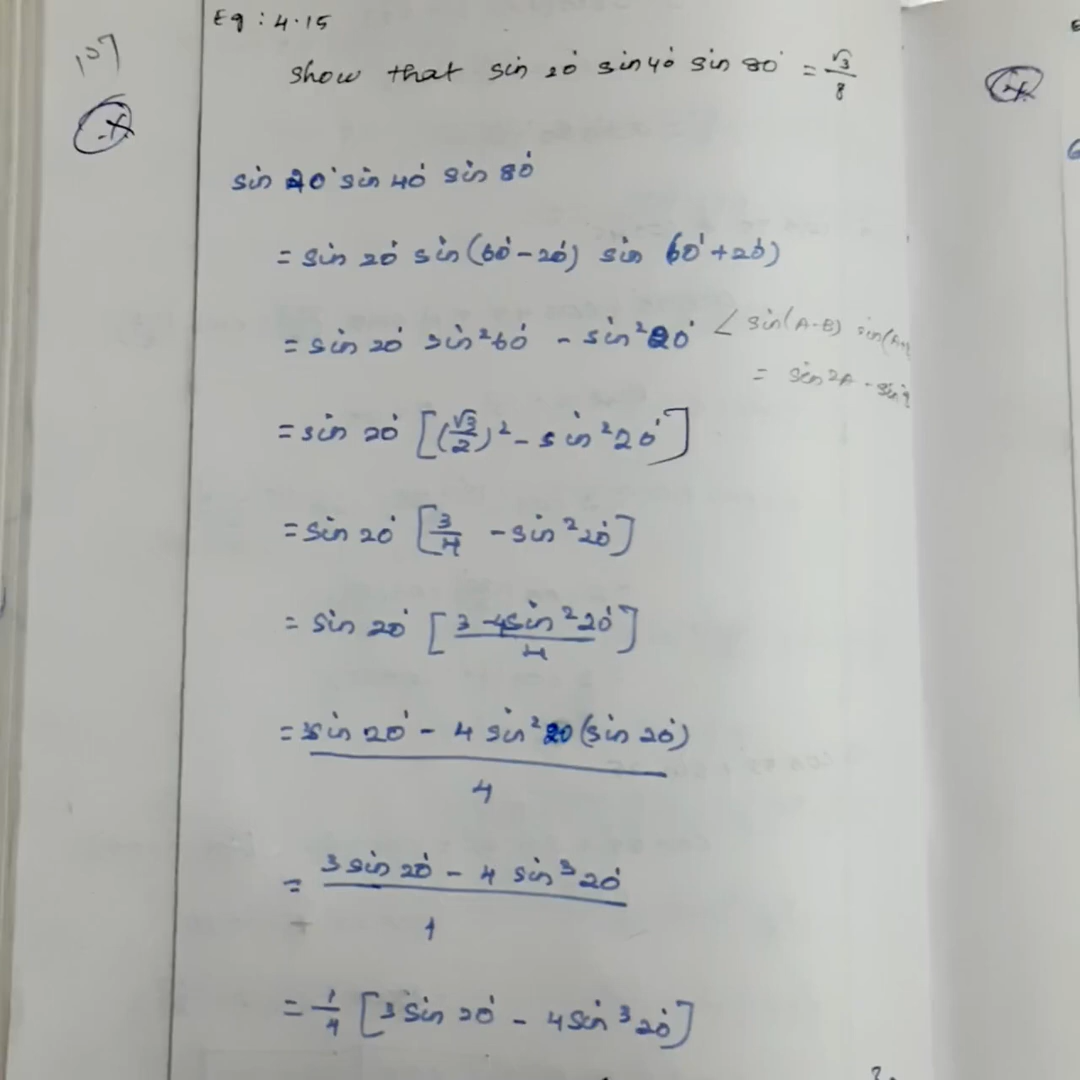 Eg : 4.15
107
Show that sin 20° sin 40° sin 80° = √3/8
sin 20° sin 40° sin 80°
= sin 20° sin (60° - 20°) sin (60° + 20°)
= sin 20° sin²60° - sin²20° < sin(A-B) sin(A+
= sin²A - sin²
= sin 20° [(√3/2)² - sin²20°]
= sin 20° [3/4 - sin²20°]
= sin 20° [3 - 4sin²20°/4]
= 3sin 20° - 4 sin²20 (sin 20°)
4
= 3 sin 20° - 4 sin³20°
4
= 1/4 [3 sin 20° - 4 sin³20°]